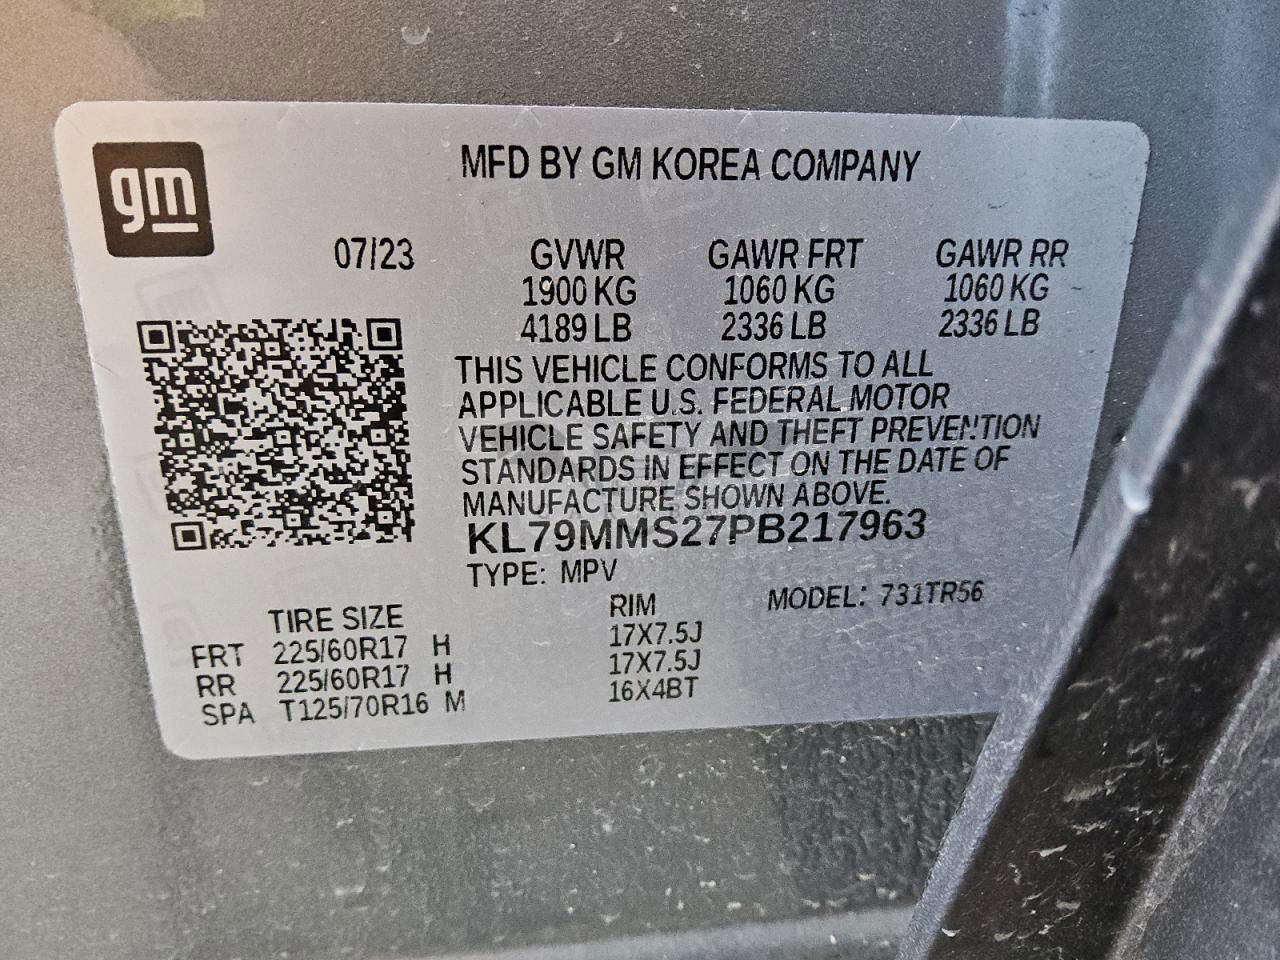 gm
MFD BY GM KOREA COMPANY
07/23 GVWR GAWR FRT GAWR RR
1900 KG 1060 KG 1060 KG
4189 LB 2336 LB 2336 LB
THIS VEHICLE CONFORMS TO ALL
APPLICABLE U.S. FEDERAL MOTOR
VEHICLE SAFETY AND THEFT PREVENTION
STANDARDS IN EFFECT ON THE DATE OF
MANUFACTURE SHOWN ABOVE.
KL79MMS27PB217963
TYPE: MPV MODEL: 731TR56
TIRE SIZE RIM
FRT 225/60R17 H 17X7.5J
RR 225/60R17 H 17X7.5J
SPA T125/70R16 M 16X4BT